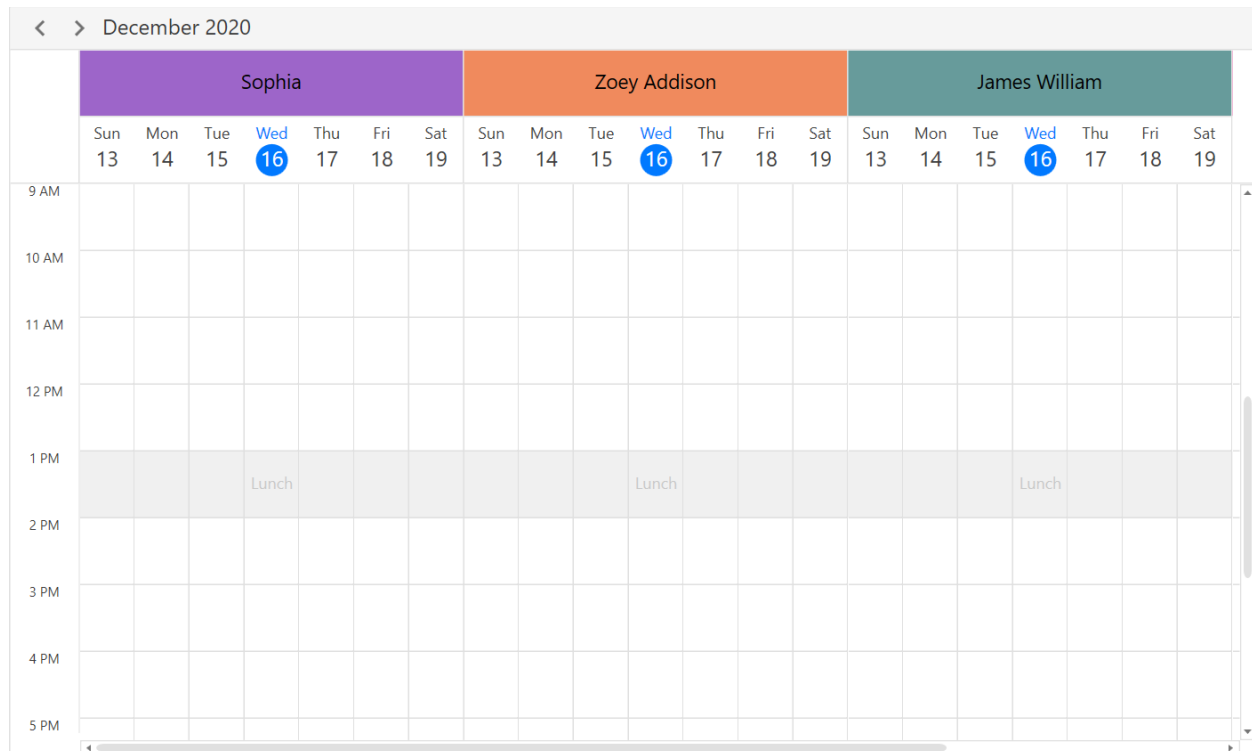 December 2020
Sophia Zoey Addison James William
Sun Mon Tue Wed Thu Fri Sat Sun Mon Tue Wed Thu Fri Sat Sun Mon Tue Wed Thu Fri Sat
13 14 15 16 17 18 19 13 14 15 16 17 18 19 13 14 15 16 17 18 19
9 AM
10 AM
11 AM
12 PM
1 PM
Lunch Lunch Lunch
2 PM
3 PM
4 PM
5 PM